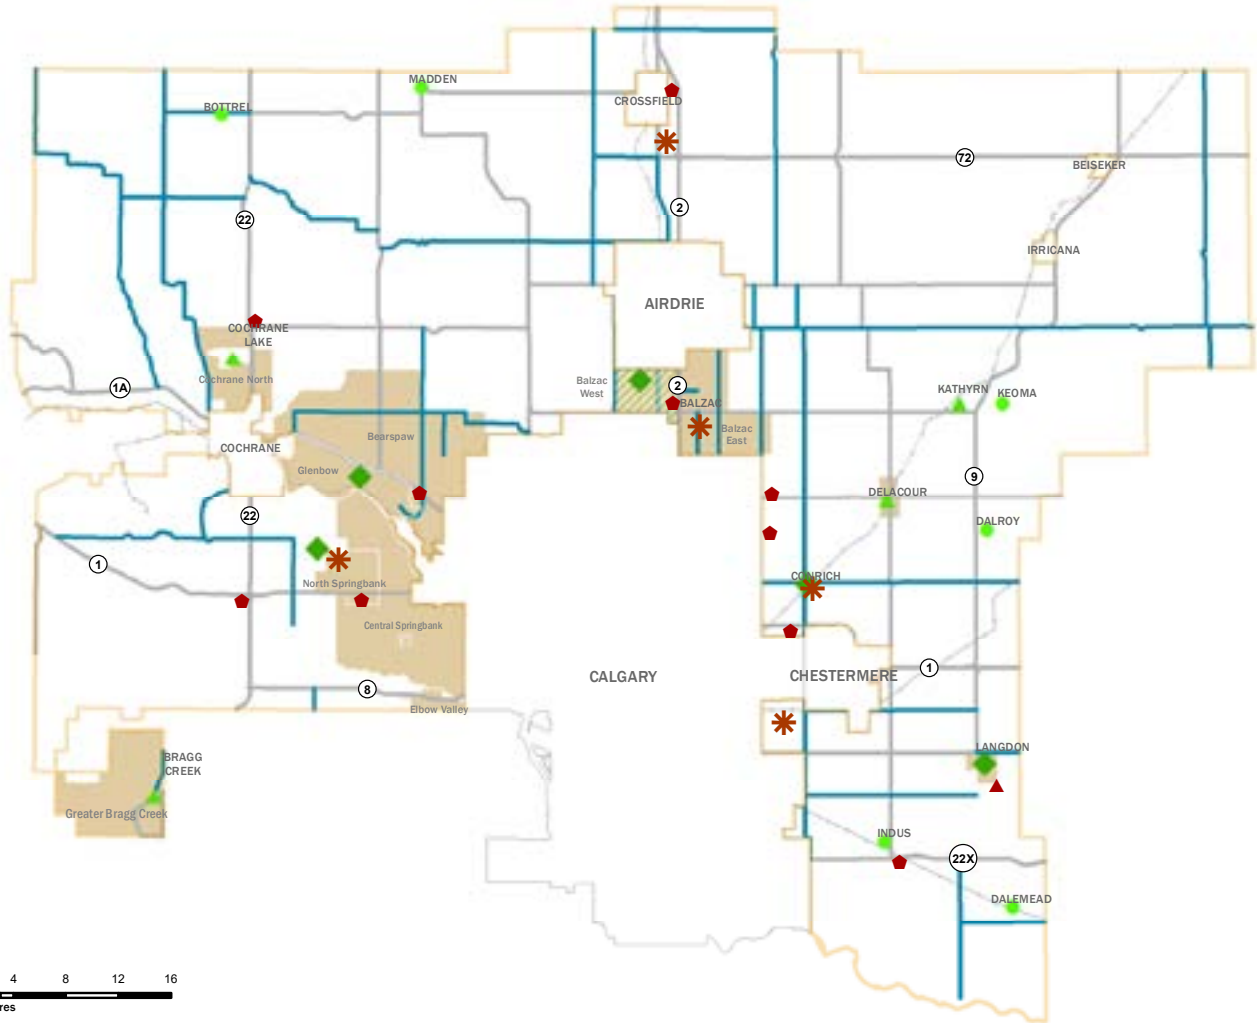 MADDEN
BOTTREL
CROSSFIELD
72
BEISEKER
2
22
IRRICANA
AIRDRIE
COCHRANE
LAKE
Cochrane North
1A
Balzac
West
2
BALZAC
KATHYRN
KEOMA
Balzac
East
Bearspaw
COCHRANE
Glenbow
9
DELACOUR
22
DALROY
1
North Springbank
CONRICH
Central Springbank
CALGARY
CHESTERMERE
1
8
Elbow Valley
LANGDON
BRAGG
CREEK
Greater Bragg Creek
INDUS
22X
DALEMEAD
4 8 12 16
res